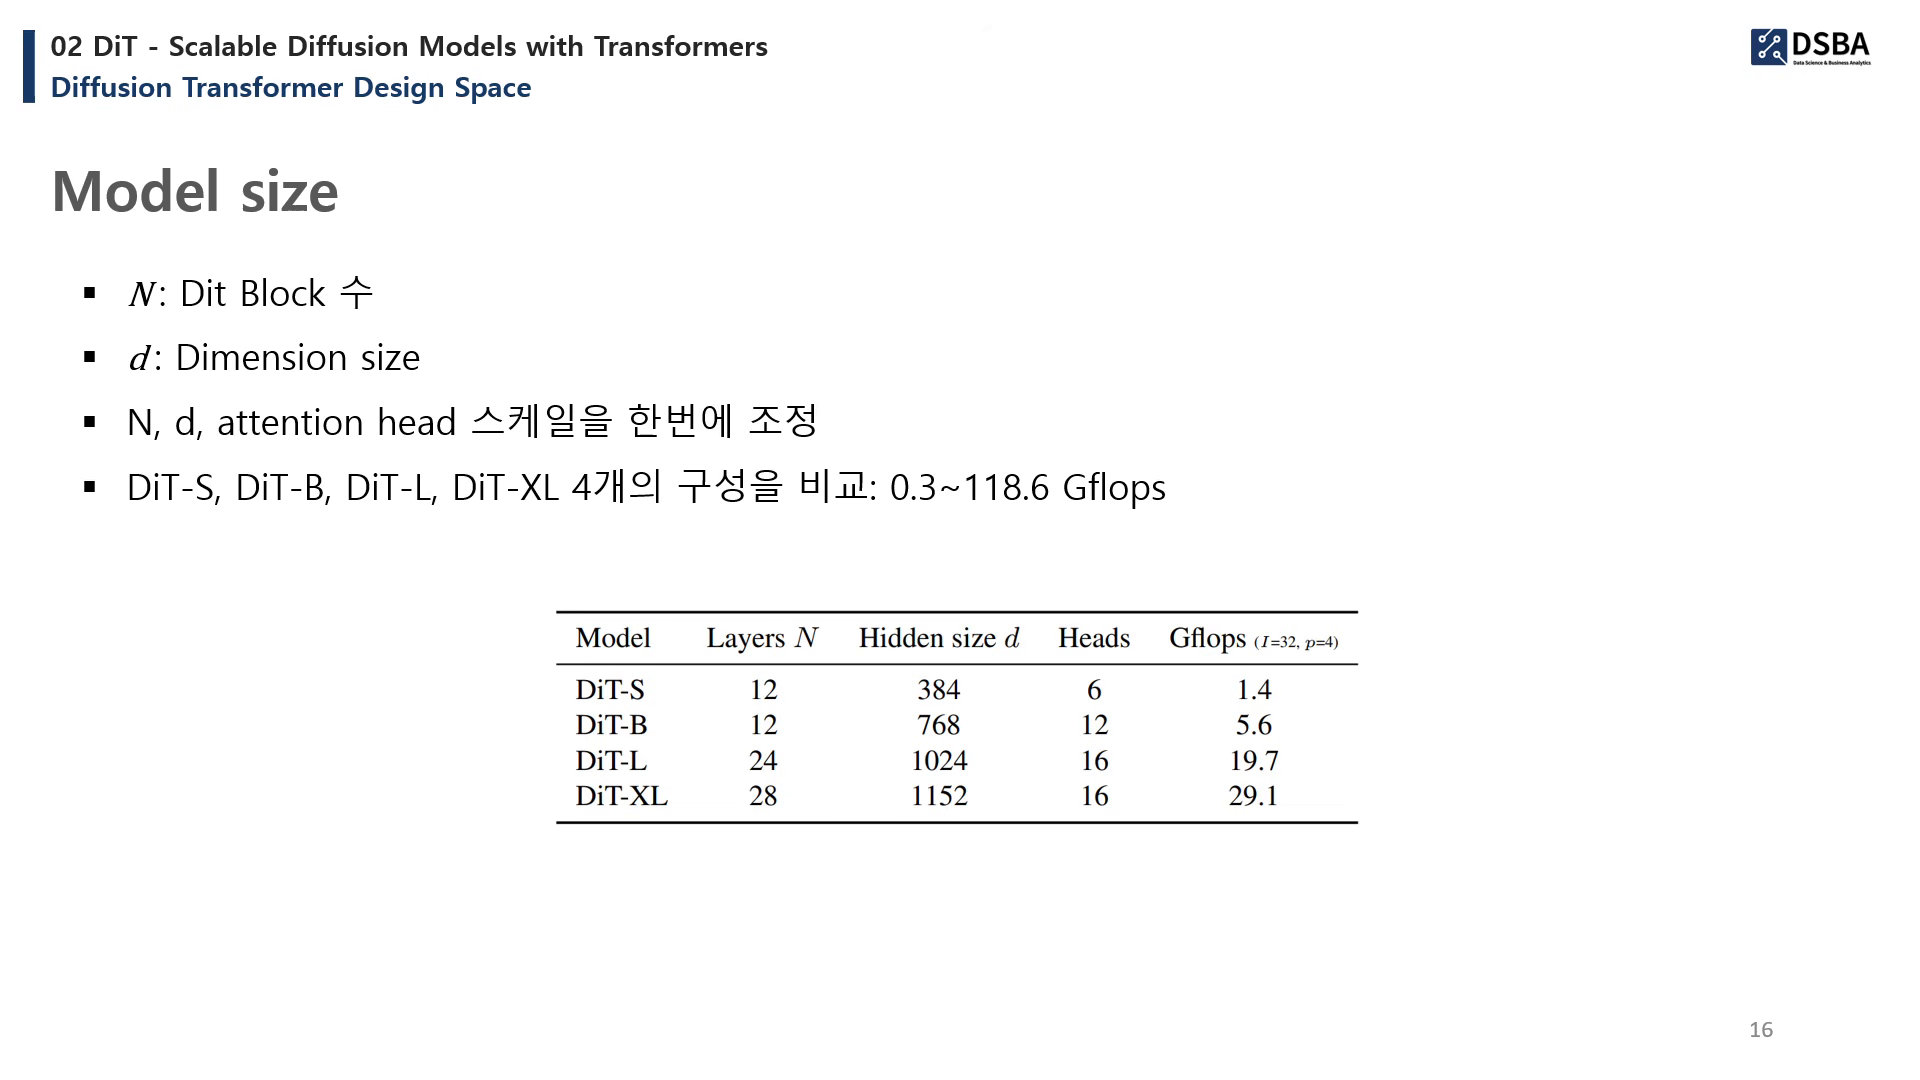 02 DiT - Scalable Diffusion Models with Transformers
Diffusion Transformer Design Space
DSBA
Data Science & Business Analytics
Model size
▪ N: Dit Block 수
▪ d: Dimension size
▪ N, d, attention head 스케일을 한번에 조정
▪ DiT-S, DiT-B, DiT-L, DiT-XL 4개의 구성을 비교: 0.3~118.6 Gflops
Model Layers N Hidden size d Heads Gflops (I=32, p=4)
DiT-S 12 384 6 1.4
DiT-B 12 768 12 5.6
DiT-L 24 1024 16 19.7
DiT-XL 28 1152 16 29.1
16